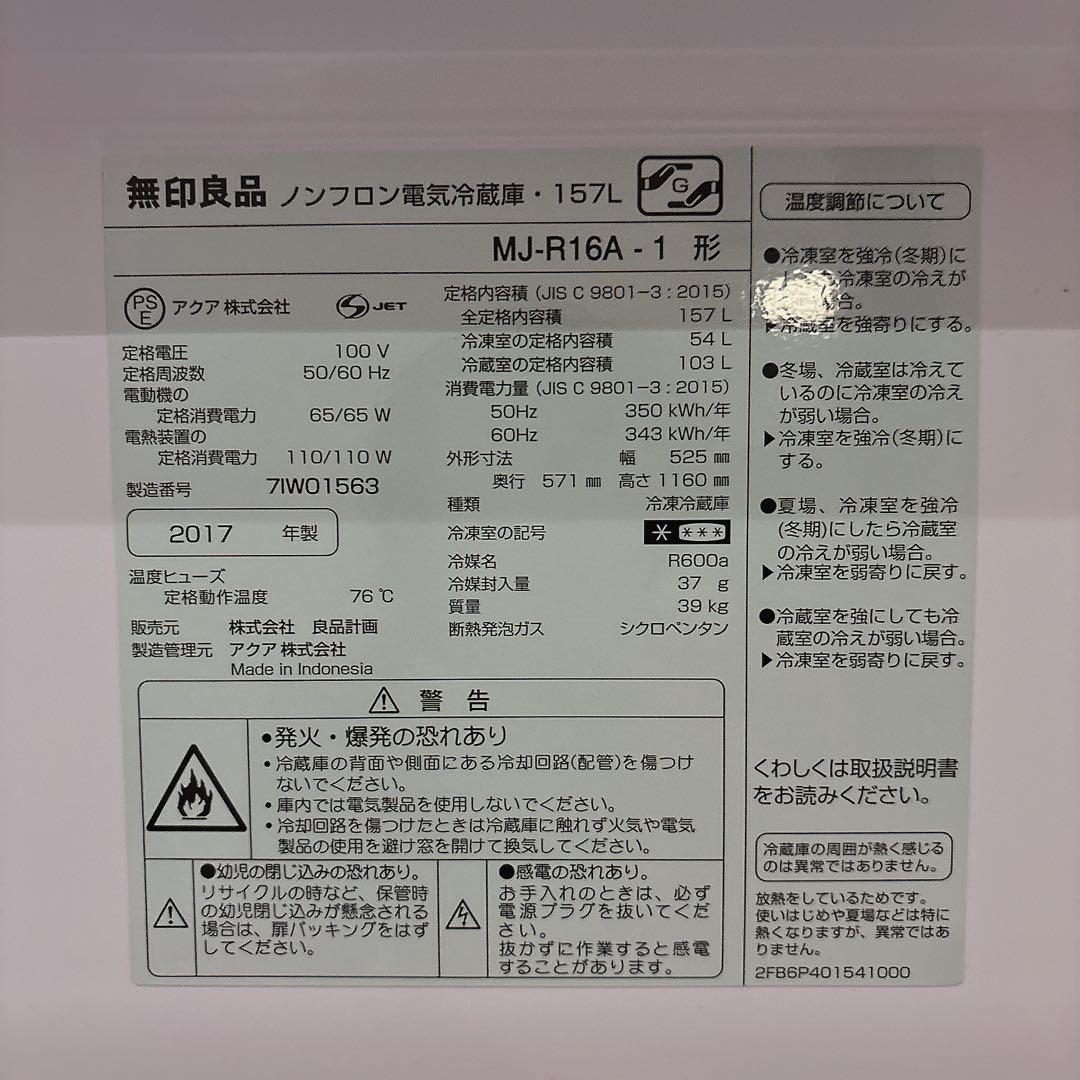 無印良品 ノンフロン電気冷蔵庫・157L
G
MJ-R16A - 1 形
PS
E
アクア 株式会社
JET
定格電圧 100 V
定格周波数 50/60 Hz
電動機の
定格消費電力 65/65 W
電熱装置の
定格消費電力 110/110 W
製造番号 7IW01563
2017 年製
温度ヒューズ
定格動作温度 76 ℃
販売元 株式会社 良品計画
製造管理元 アクア 株式会社
Made in Indonesia
定格内容積 (JIS C 9801-3 : 2015)
全定格内容積 157 L
冷凍室の定格内容積 54 L
冷蔵室の定格内容積 103 L
消費電力量 (JIS C 9801-3 : 2015)
50Hz 350 kWh/年
60Hz 343 kWh/年
外形寸法 幅 525 mm
奥行 571 mm 高さ 1160 mm
種類 冷凍冷蔵庫
冷凍室の記号
冷媒名 R600a
冷媒封入量 37 g
質量 39 kg
断熱発泡ガス シクロペンタン
警 告
●発火・爆発の恐れあり
・冷蔵庫の背面や側面にある冷却回路(配管)を傷つけ
ないでください。
・庫内では電気製品を使用しないでください。
・冷却回路を傷つけたときは冷蔵庫に触れず火気や電気
製品の使用を避け窓を開けて換気してください。
●幼児の閉じ込みの恐れあり。
リサイクルの時など、保管時
の幼児閉じ込みが懸念される
場合は、扉パッキングをはず
してください。
●感電の恐れあり。
お手入れのときは、必ず
電源プラグを抜いてくだ
さい。
抜かずに作業すると感電
することがあります。
温度調節について
●冷凍室を強冷(冬期)に
冷凍室の冷えが
場合。
▶冷蔵室を強寄りにする。
●冬場、冷蔵室は冷えて
いるのに冷凍室の冷え
が弱い場合。
▶冷凍室を強冷(冬期)に
する。
●夏場、冷凍室を強冷
(冬期)にしたら冷蔵室
の冷えが弱い場合。
▶冷凍室を弱寄りに戻す。
●冷蔵室を強にしても冷
蔵室の冷えが弱い場合。
▶冷凍室を弱寄りに戻す。
くわしくは取扱説明書
をお読みください。
冷蔵庫の周囲が熱く感じる
のは異常ではありません。
放熱をしているためです。
使いはじめや夏場などは特に
熱くなりますが、異常ではあ
りません。
2FB6P401541000